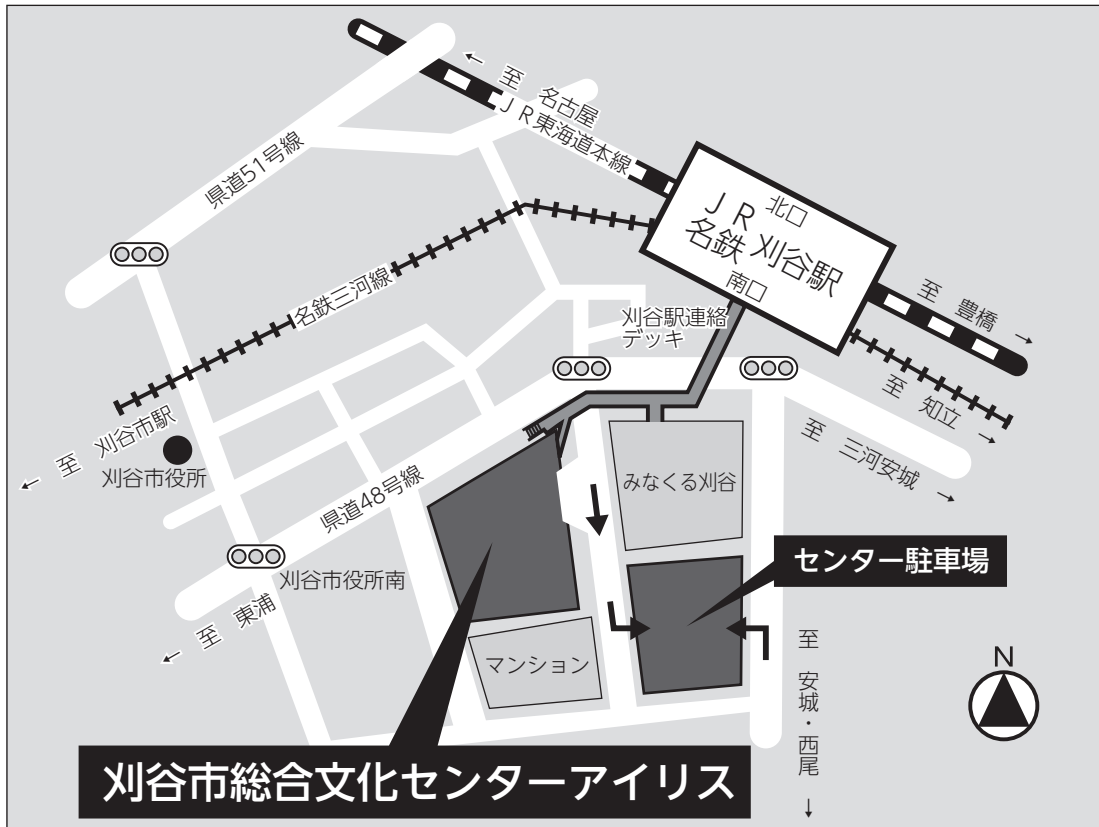 ← 至 名古屋
JR東海道本線
県道51号線
北口
JR
名鉄
刈谷駅
南口
名鉄三河線
刈谷駅連絡
デッキ
至 豊橋 →
至 知立 →
← 至 刈谷市駅
刈谷市役所
至 三河安城 →
みなくる刈谷
県道48号線
センター駐車場
刈谷市役所南
← 至 東浦
マンション
至 安城・西尾 →
N
刈谷市総合文化センターアイリス